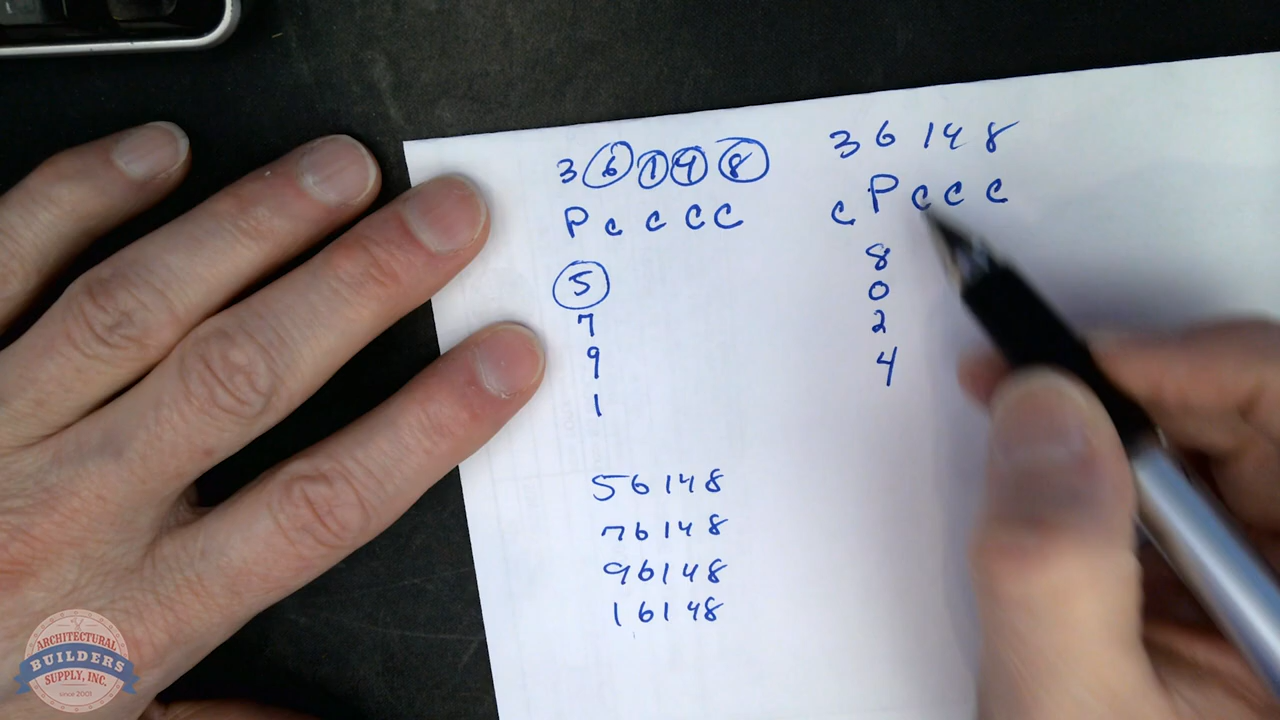 3 6 1 4 8
P c c c c
5
7
9
1
56148
76148
96148
16148
3 6 1 4 8
c P c c c
8
0
2
4
ARCHITECTURAL
BUILDERS
SUPPLY, INC.
since 2001